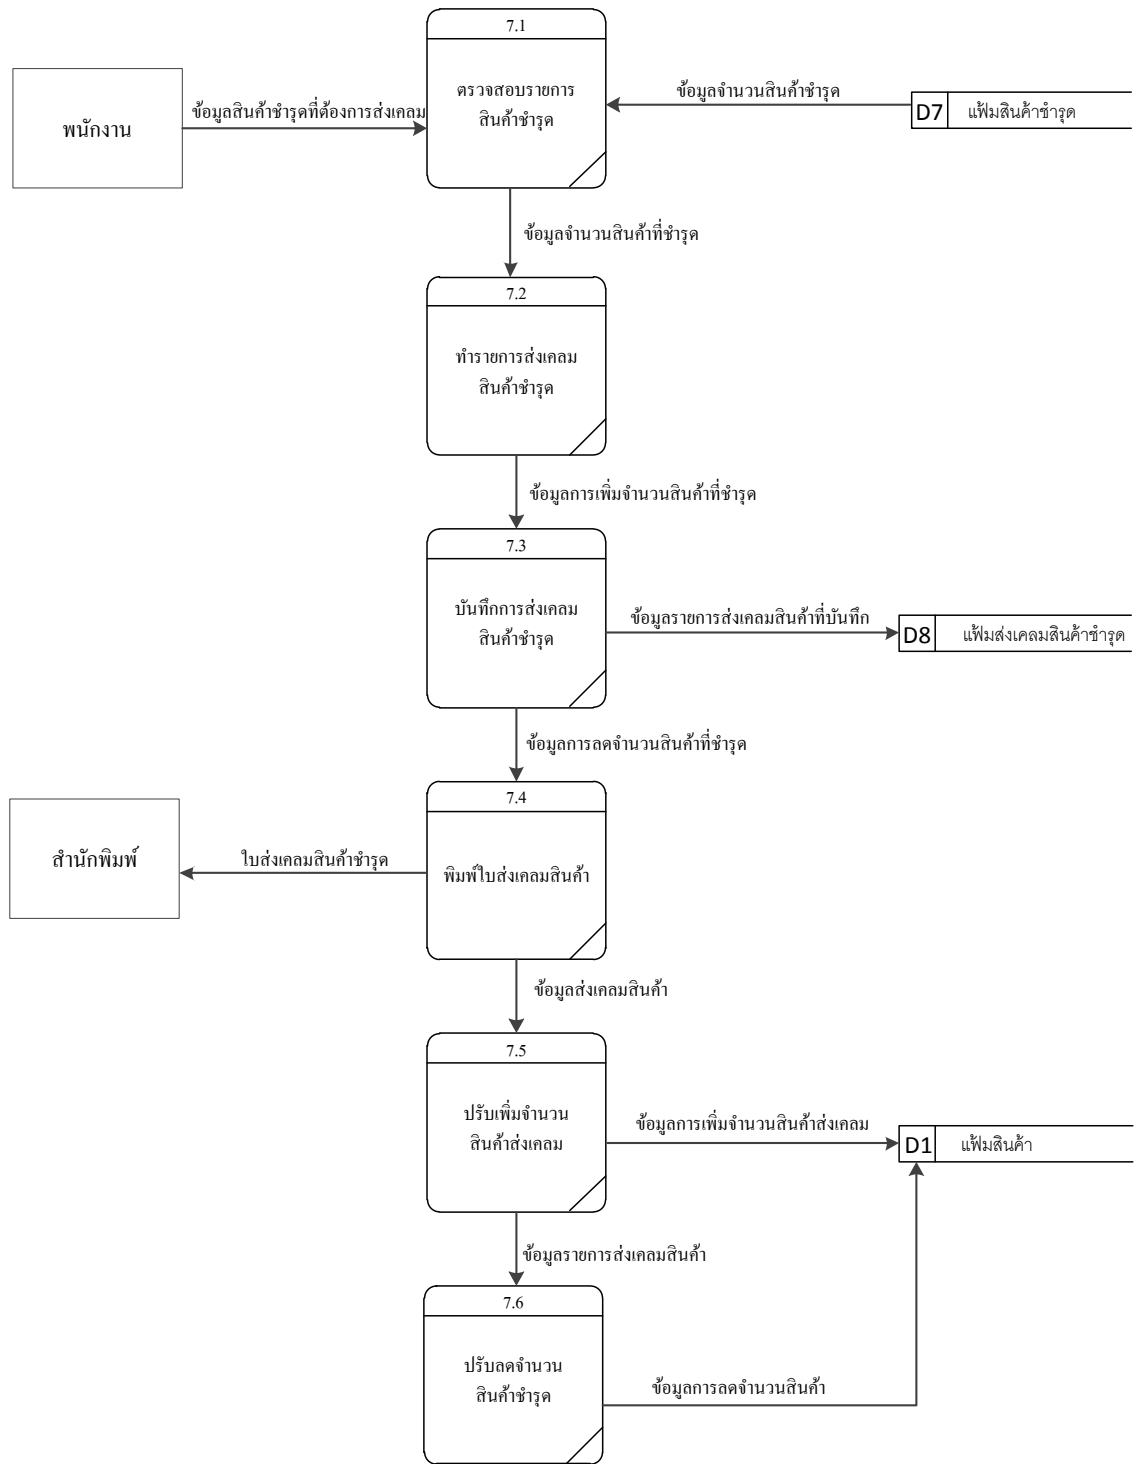 7.1
ตรวจสอบรายการ
สินค้าชำรุด
พนักงาน
ข้อมูลสินค้าชำรุดที่ต้องการส่งเคลม
ข้อมูลจำนวนสินค้าชำรุด
D7
แฟ้มสินค้าชำรุด
ข้อมูลจำนวนสินค้าที่ชำรุด
7.2
ทำรายการส่งเคลม
สินค้าชำรุด
ข้อมูลการเพิ่มจำนวนสินค้าที่ชำรุด
7.3
บันทึกการส่งเคลม
สินค้าชำรุด
ข้อมูลรายการส่งเคลมสินค้าที่บันทึก
D8
แฟ้มส่งเคลมสินค้าชำรุด
ข้อมูลการลดจำนวนสินค้าที่ชำรุด
7.4
พิมพ์ใบส่งเคลมสินค้า
สำนักพิมพ์
ใบส่งเคลมสินค้าชำรุด
ข้อมูลส่งเคลมสินค้า
7.5
ปรับเพิ่มจำนวน
สินค้าส่งเคลม
ข้อมูลการเพิ่มจำนวนสินค้าส่งเคลม
D1
แฟ้มสินค้า
ข้อมูลรายการส่งเคลมสินค้า
7.6
ปรับลดจำนวน
สินค้าชำรุด
ข้อมูลการลดจำนวนสินค้า